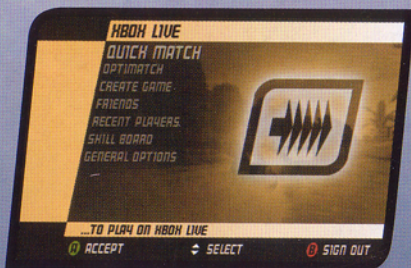 XBOX LIVE
QUICK MATCH
OPTIMATCH
CREATE GAME
FRIENDS
RECENT PLAYERS
SKILL BOARD
GENERAL OPTIONS
...TO PLAY ON XBOX LIVE
A ACCEPT SELECT B SIGN OUT